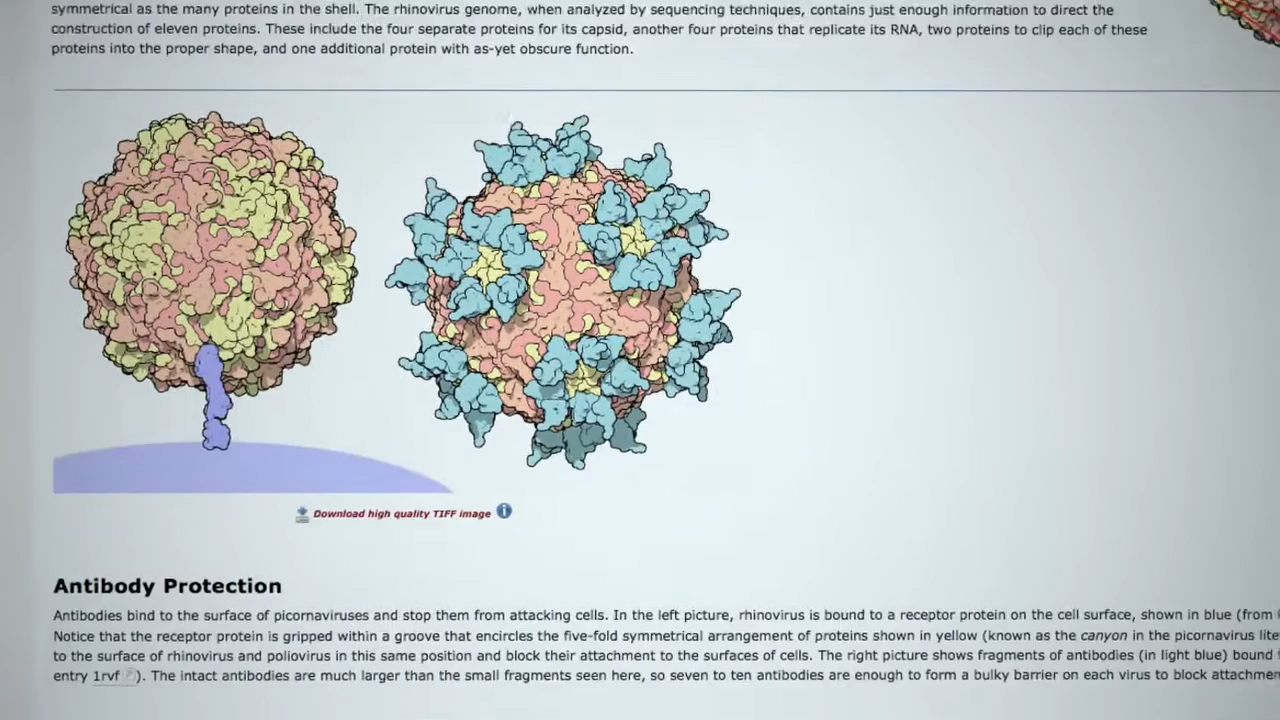 symmetrical as the many proteins in the shell. The rhinovirus genome, when analyzed by sequencing techniques, contains just enough information to direct the
construction of eleven proteins. These include the four separate proteins for its capsid, another four proteins that replicate its RNA, two proteins to clip each of these
proteins into the proper shape, and one additional protein with as-yet obscure function.
Download high quality TIFF image
Antibody Protection
Antibodies bind to the surface of picornaviruses and stop them from attacking cells. In the left picture, rhinovirus is bound to a receptor protein on the cell surface, shown in blue (from
Notice that the receptor protein is gripped within a groove that encircles the five-fold symmetrical arrangement of proteins shown in yellow (known as the canyon in the picornavirus
to the surface of rhinovirus and poliovirus in this same position and block their attachment to the surfaces of cells. The right picture shows fragments of antibodies (in light blue) bound
entry 1rvf ). The intact antibodies are much larger than the small fragments seen here, so seven to ten antibodies are enough to form a bulky barrier on each virus to block